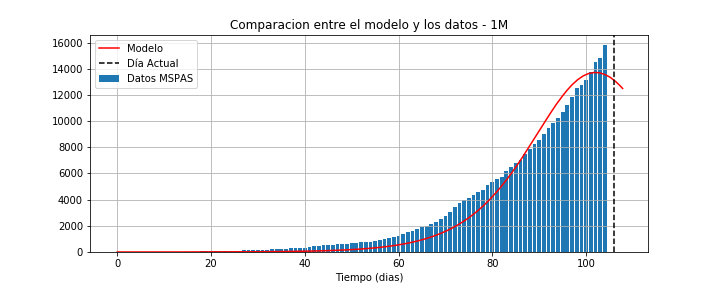 Comparacion entre el modelo y los datos - 1M
16000
14000
12000
10000
8000
6000
4000
2000
0
Modelo
Día Actual
Datos MSPAS
0 20 40 60 80 100
Tiempo (dias)